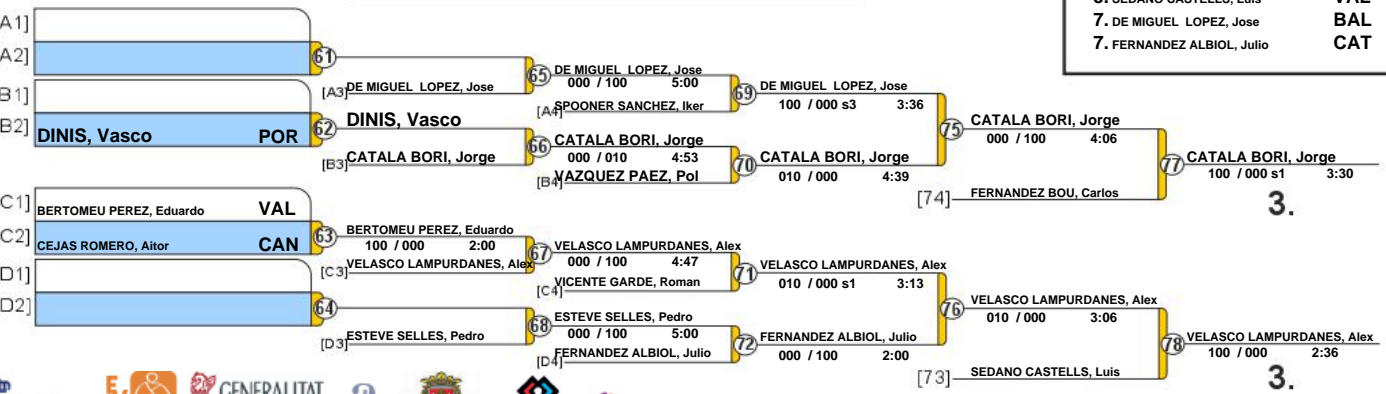 7. DE MIGUEL  LOPEZ, Jose BAL
7. FERNANDEZ ALBIOL, Julio CAT
A1]
A2]
61
[A3] DE MIGUEL  LOPEZ, Jose
65
DE MIGUEL  LOPEZ, Jose
000 / 100 5:00
[A4] SPOONER SANCHEZ, Iker
69
DE MIGUEL  LOPEZ, Jose
100 / 000 s3 3:36
B1]
B2] DINIS, Vasco POR
62
DINIS, Vasco
[B3] CATALA BORI, Jorge
66
CATALA BORI, Jorge
000 / 010 4:53
[B4] VAZQUEZ PAEZ, Pol
70
CATALA BORI, Jorge
010 / 000 4:39
75
CATALA BORI, Jorge
000 / 100 4:06
[74] FERNANDEZ BOU, Carlos
77
CATALA BORI, Jorge
100 / 000 s1 3:30
3.
C1] BERTOMEU PEREZ, Eduardo VAL
C2] CEJAS ROMERO, Aitor CAN
63
BERTOMEU PEREZ, Eduardo
100 / 000 2:00
[C3] VELASCO LAMPURDANES, Alex
67
VELASCO LAMPURDANES, Alex
000 / 100 4:47
[C4] VICENTE GARDE, Roman
71
VELASCO LAMPURDANES, Alex
010 / 000 s1 3:13
D1]
D2]
64
[D3] ESTEVE SELLES, Pedro
68
ESTEVE SELLES, Pedro
000 / 100 5:00
[D4] FERNANDEZ ALBIOL, Julio
72
FERNANDEZ ALBIOL, Julio
000 / 100 2:00
76
VELASCO LAMPURDANES, Alex
010 / 000 3:06
[73] SEDANO CASTELLS, Luis
78
VELASCO LAMPURDANES, Alex
100 / 000 2:36
3.
GENERALITAT